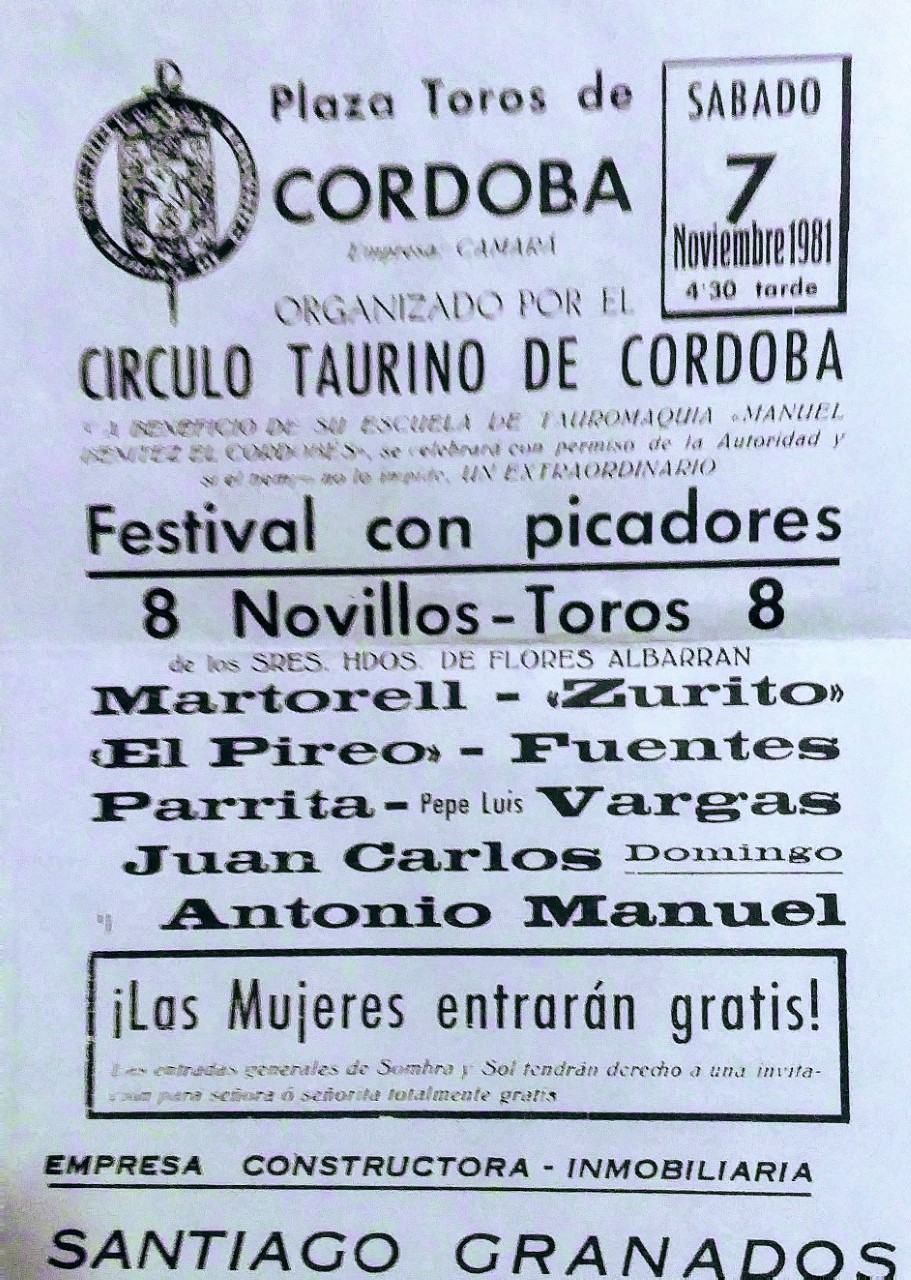 Plaza Toros de
CORDOBA
Empresa: CAMARÁ
SABADO
7
Noviembre 1981
4'30 tarde
ORGANIZADO POR EL
CIRCULO TAURINO DE CORDOBA
Y A BENEFICIO DE SU ESCUELA DE TAUROMAQUIA «MANUEL
BENITEZ EL CORDOBÉS», se celebrará con permiso de la Autoridad y
si el tiempo no lo impide, UN EXTRAORDINARIO
Festival con picadores
8 Novillos-Toros 8
de los SRES. HDOS. DE FLORES ALBARRAN
Martorell - «Zurito»
«El Pireo» - Fuentes
Parrita - Pepe Luis Vargas
Juan Carlos Domingo
y Antonio Manuel
¡Las Mujeres entrarán gratis!
Las entradas generales de Sombra y Sol tendrán derecho a una invita-
ción para señora ó señorita totalmente gratis
EMPRESA CONSTRUCTORA - INMOBILIARIA
SANTIAGO GRANADOS